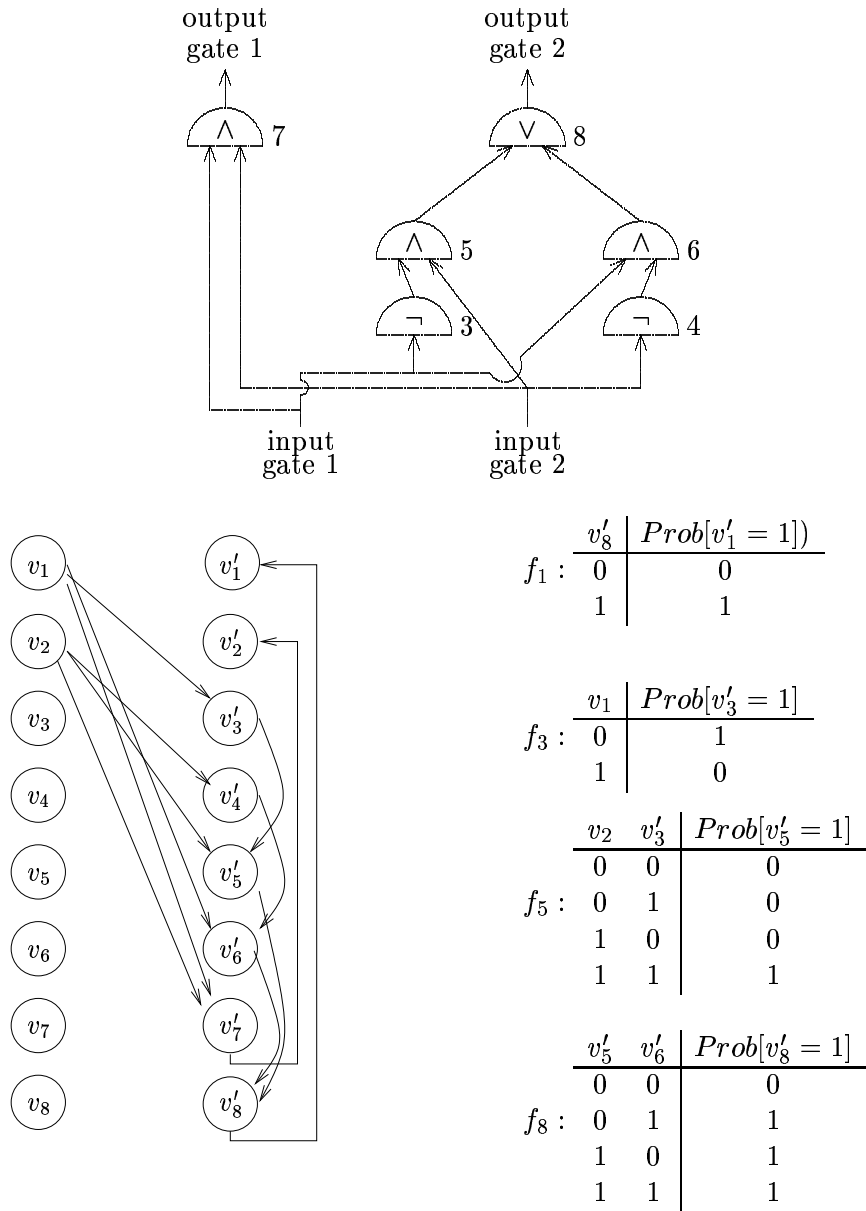 output output
gate 1 gate 2
∧ 7 ∨ 8
∧ 5 ∧ 6
¬ 3 ¬ 4
input input
gate 1 gate 2
v₁ v′₁
v₂ v′₂
v₃ v′₃
v₄ v′₄
v₅ v′₅
v₆ v′₆
v₇ v′₇
v₈ v′₈
v′₈ Prob[v′₁ = 1])
f₁ : 0 0
1 1
v₁ Prob[v′₃ = 1]
f₃ : 0 1
1 0
v₂ v′₃ Prob[v′₅ = 1]
0 0 0
f₅ : 0 1 0
1 0 0
1 1 1
v′₅ v′₆ Prob[v′₈ = 1]
0 0 0
f₈ : 0 1 1
1 0 1
1 1 1